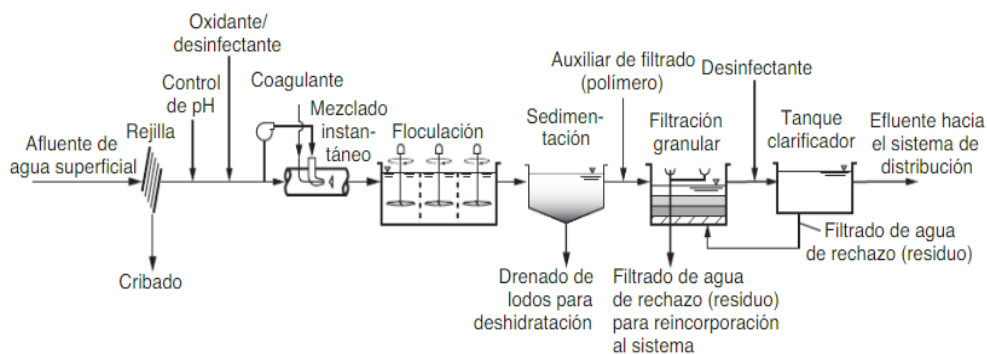 Oxidante/
desinfectante
Control
de pH
Coagulante
Mezclado
instan-
táneo
Afluente de
agua superficial
Rejilla
Cribado
Floculación
Sedimen-
tación
Drenado de
lodos para
deshidratación
Auxiliar de filtrado
(polímero)
Filtración
granular
Filtrado de agua
de rechazo (residuo)
para reincorporación
al sistema
Desinfectante
Tanque
clarificador
Efluente hacia
el sistema de
distribución
Filtrado de agua
de rechazo (residuo)